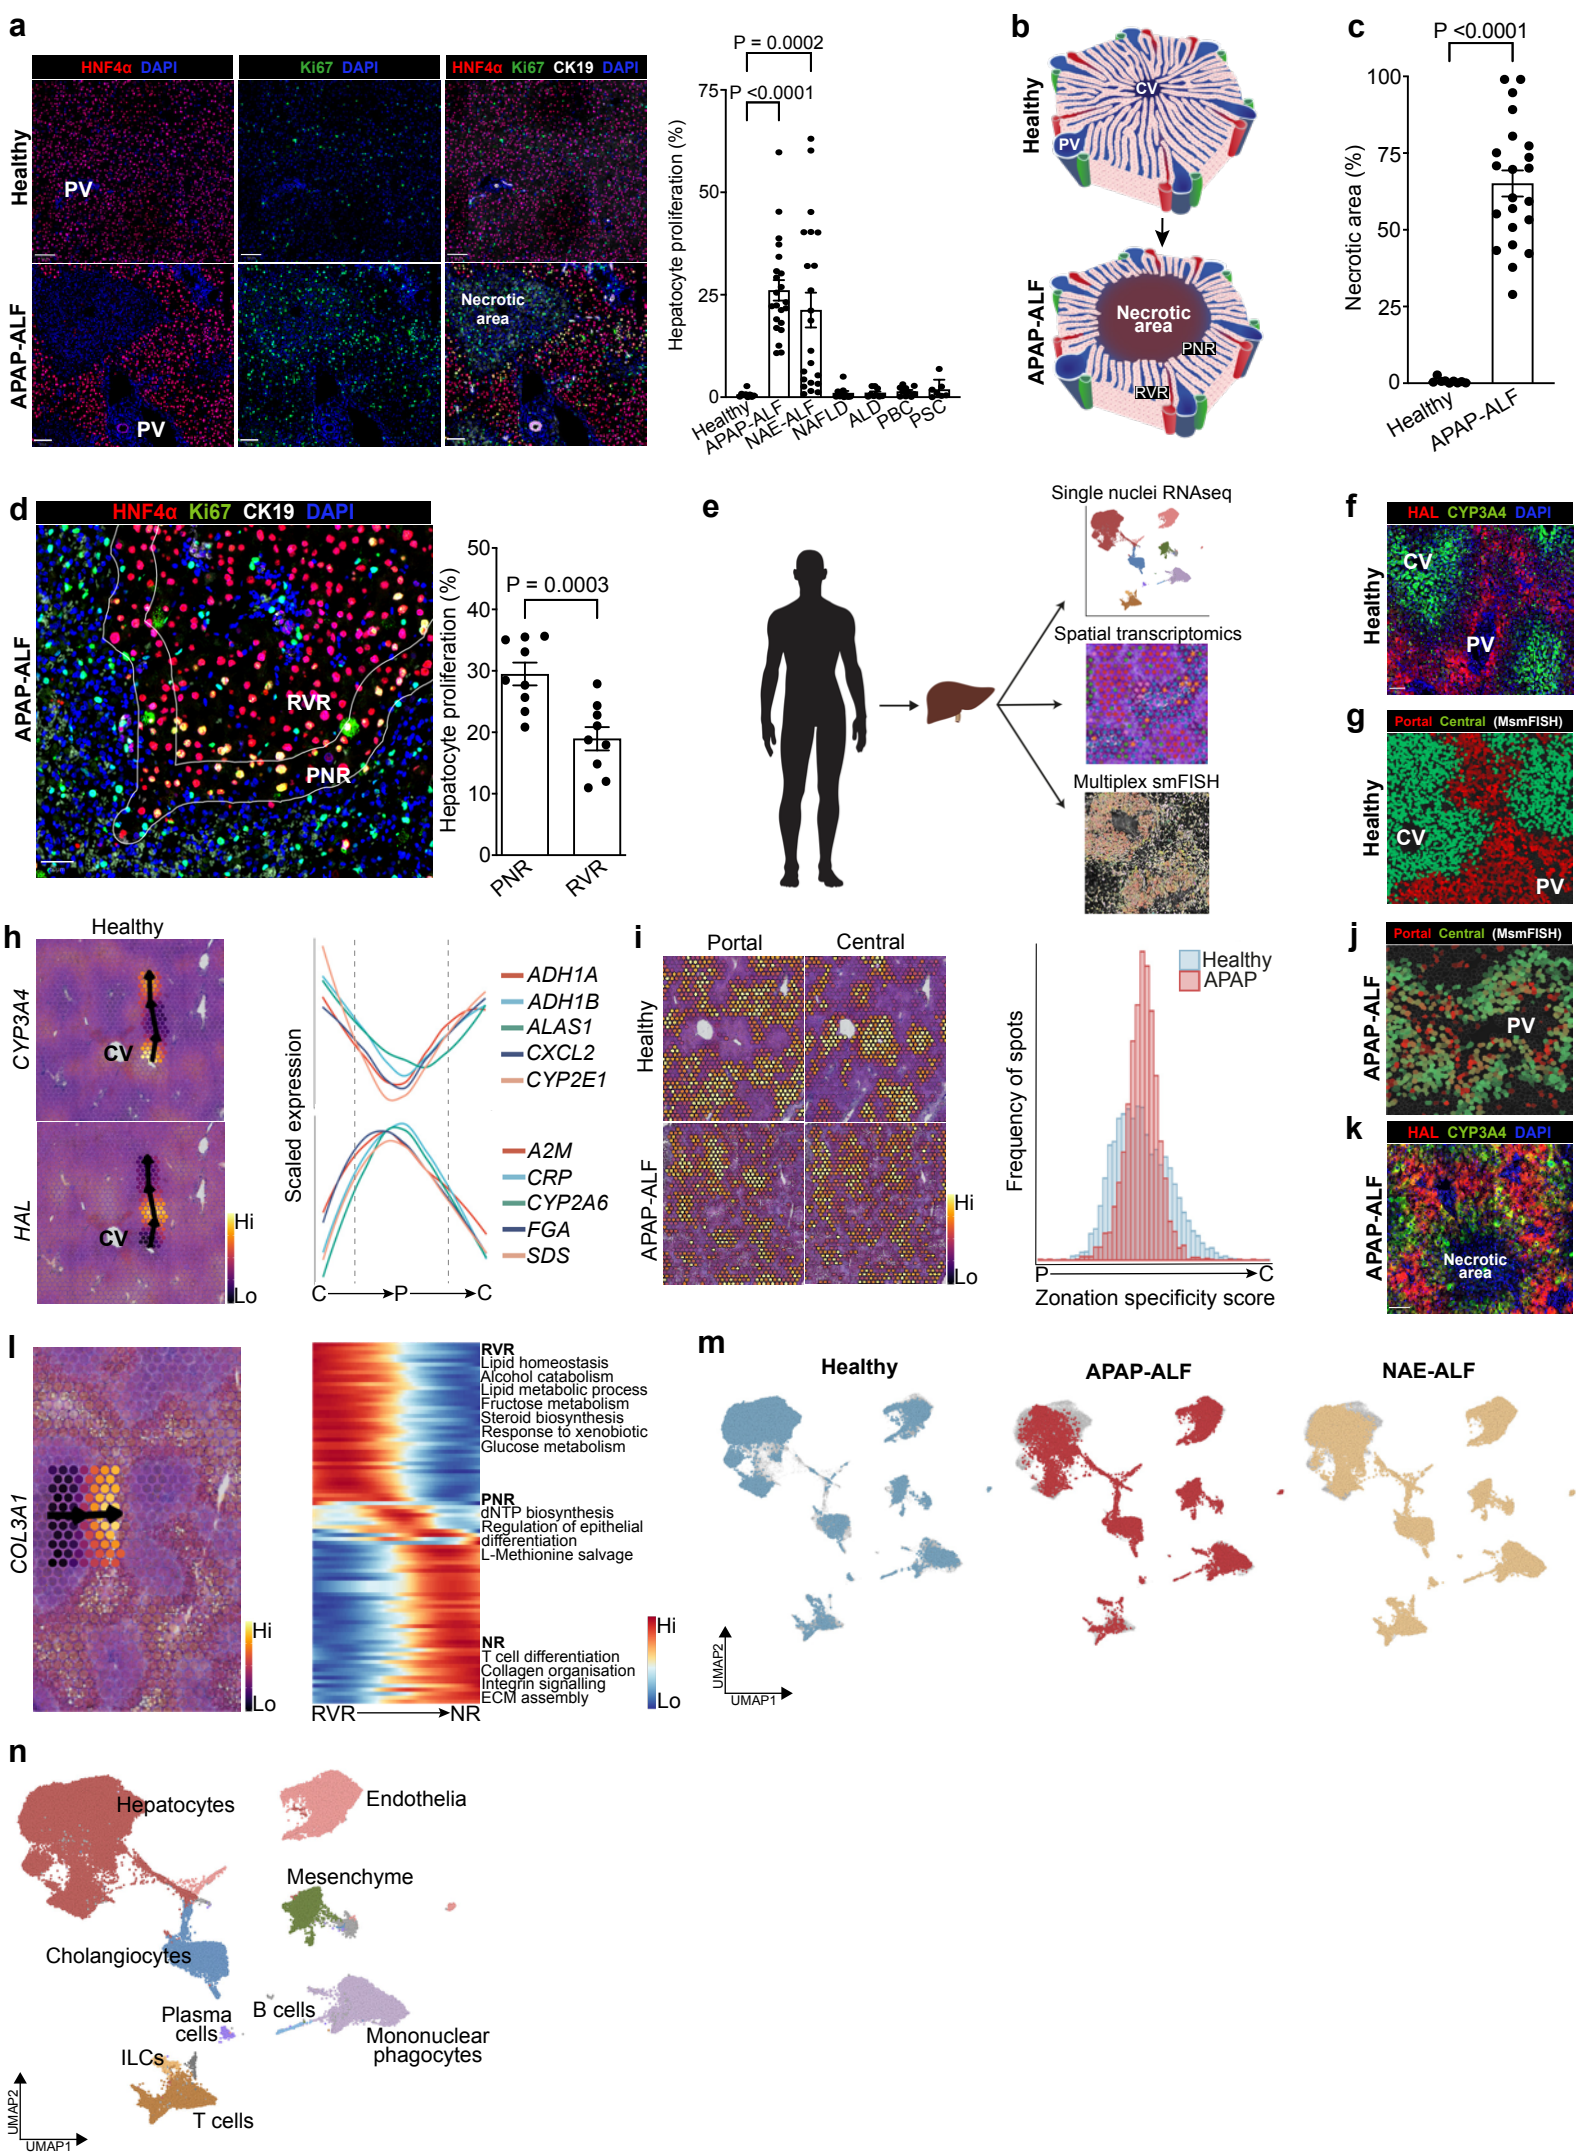 a
HNF4α DAPI
Ki67 DAPI
HNF4α Ki67 CK19 DAPI
Healthy
PV
APAP-ALF
Necrotic
area
PV
Hepatocyte proliferation (%)
P = 0.0002
P <0.0001
75
50
25
0
Healthy
APAP-ALF
NAE-ALF
NAFLD
ALD
PBC
PSC
b
Healthy
CV
PV
APAP-ALF
Necrotic
area
PNR
RVR
c
P <0.0001
Necrotic area (%)
100
75
50
25
0
Healthy
APAP-ALF
d
HNF4α Ki67 CK19 DAPI
APAP-ALF
RVR
PNR
Hepatocyte proliferation (%)
P = 0.0003
50
40
30
20
10
0
PNR
RVR
e
Single nuclei RNAseq
Spatial transcriptomics
Multiplex smFISH
f
HAL CYP3A4 DAPI
Healthy
CV
PV
g
Portal Central (MsmFISH)
Healthy
CV
PV
h
Healthy
CYP3A4
CV
HAL
CV
Hi
Lo
Scaled expression
ADH1A
ADH1B
ALAS1
CXCL2
CYP2E1
A2M
CRP
CYP2A6
FGA
SDS
C
P
C
i
Portal
Central
Healthy
APAP-ALF
Hi
Lo
Frequency of spots
Healthy
APAP
P
C
Zonation specificity score
j
Portal Central (MsmFISH)
APAP-ALF
PV
k
HAL CYP3A4 DAPI
APAP-ALF
Necrotic
area
l
COL3A1
Hi
Lo
RVR
Lipid homeostasis
Alcohol catabolism
Lipid metabolic process
Fructose metabolism
Steroid biosynthesis
Response to xenobiotic
Glucose metabolism
PNR
dNTP biosynthesis
Regulation of epithelial
differentiation
L-Methionine salvage
NR
T cell differentiation
Collagen organisation
Integrin signalling
ECM assembly
RVR
NR
Hi
Lo
m
Healthy
APAP-ALF
NAE-ALF
UMAP2
UMAP1
n
Hepatocytes
Endothelia
Mesenchyme
Cholangiocytes
Plasma
cells
B cells
Mononuclear
phagocytes
ILCs
T cells
UMAP2
UMAP1